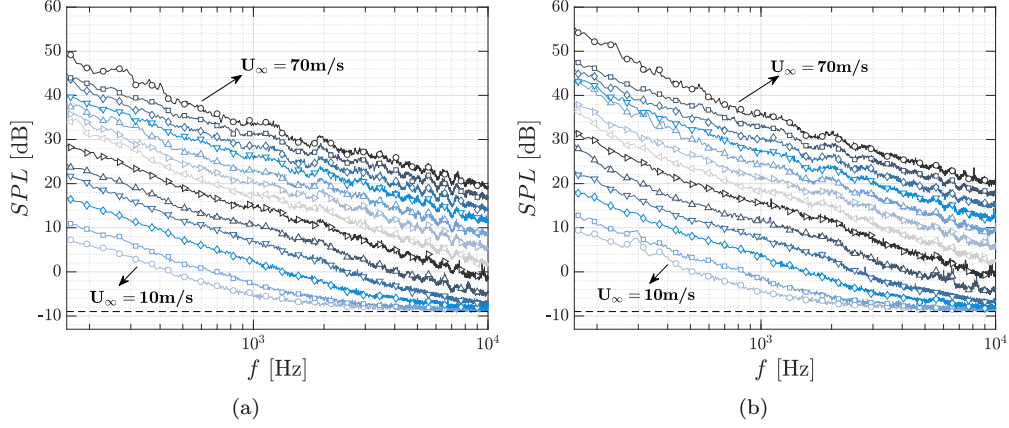 60
50
40
30
20
10
0
-10
SPL [dB]
U∞ = 70m/s
U∞ = 10m/s
10³
10⁴
f [Hz]
(a)
60
50
40
30
20
10
0
-10
SPL [dB]
U∞ = 70m/s
U∞ = 10m/s
10³
10⁴
f [Hz]
(b)